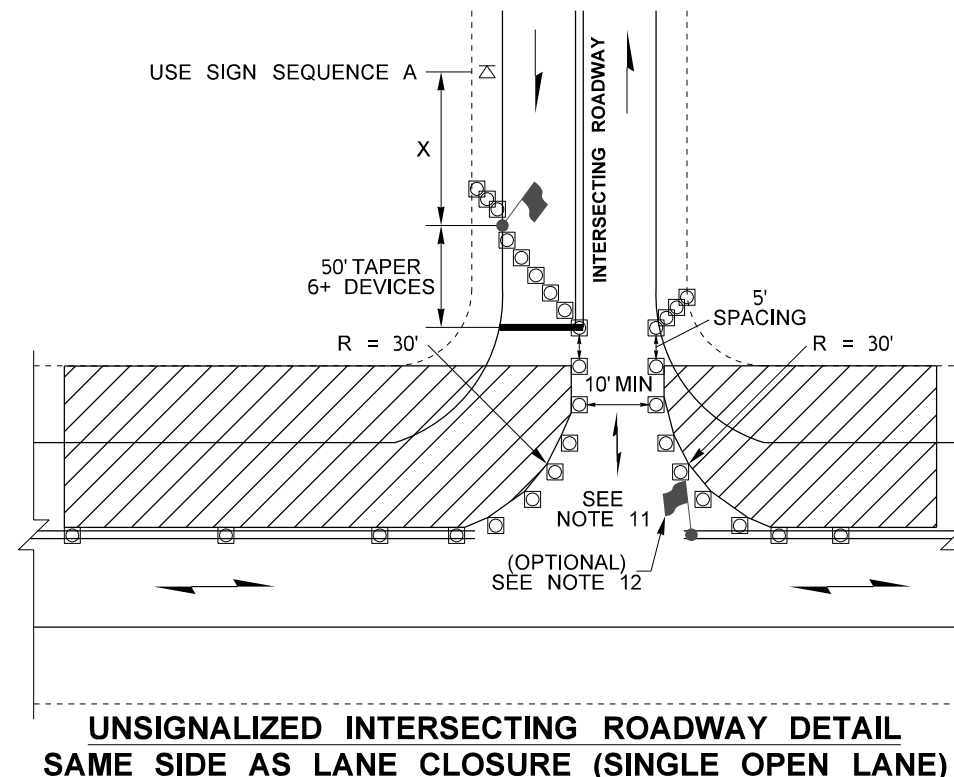 USE SIGN SEQUENCE A
X
INTERSECTING ROADWAY
50' TAPER
6+ DEVICES
5'
SPACING
R = 30'
R = 30'
10' MIN
SEE
NOTE 11
(OPTIONAL)
SEE NOTE 12
UNSIGNALIZED INTERSECTING ROADWAY DETAIL
SAME SIDE AS LANE CLOSURE (SINGLE OPEN LANE)